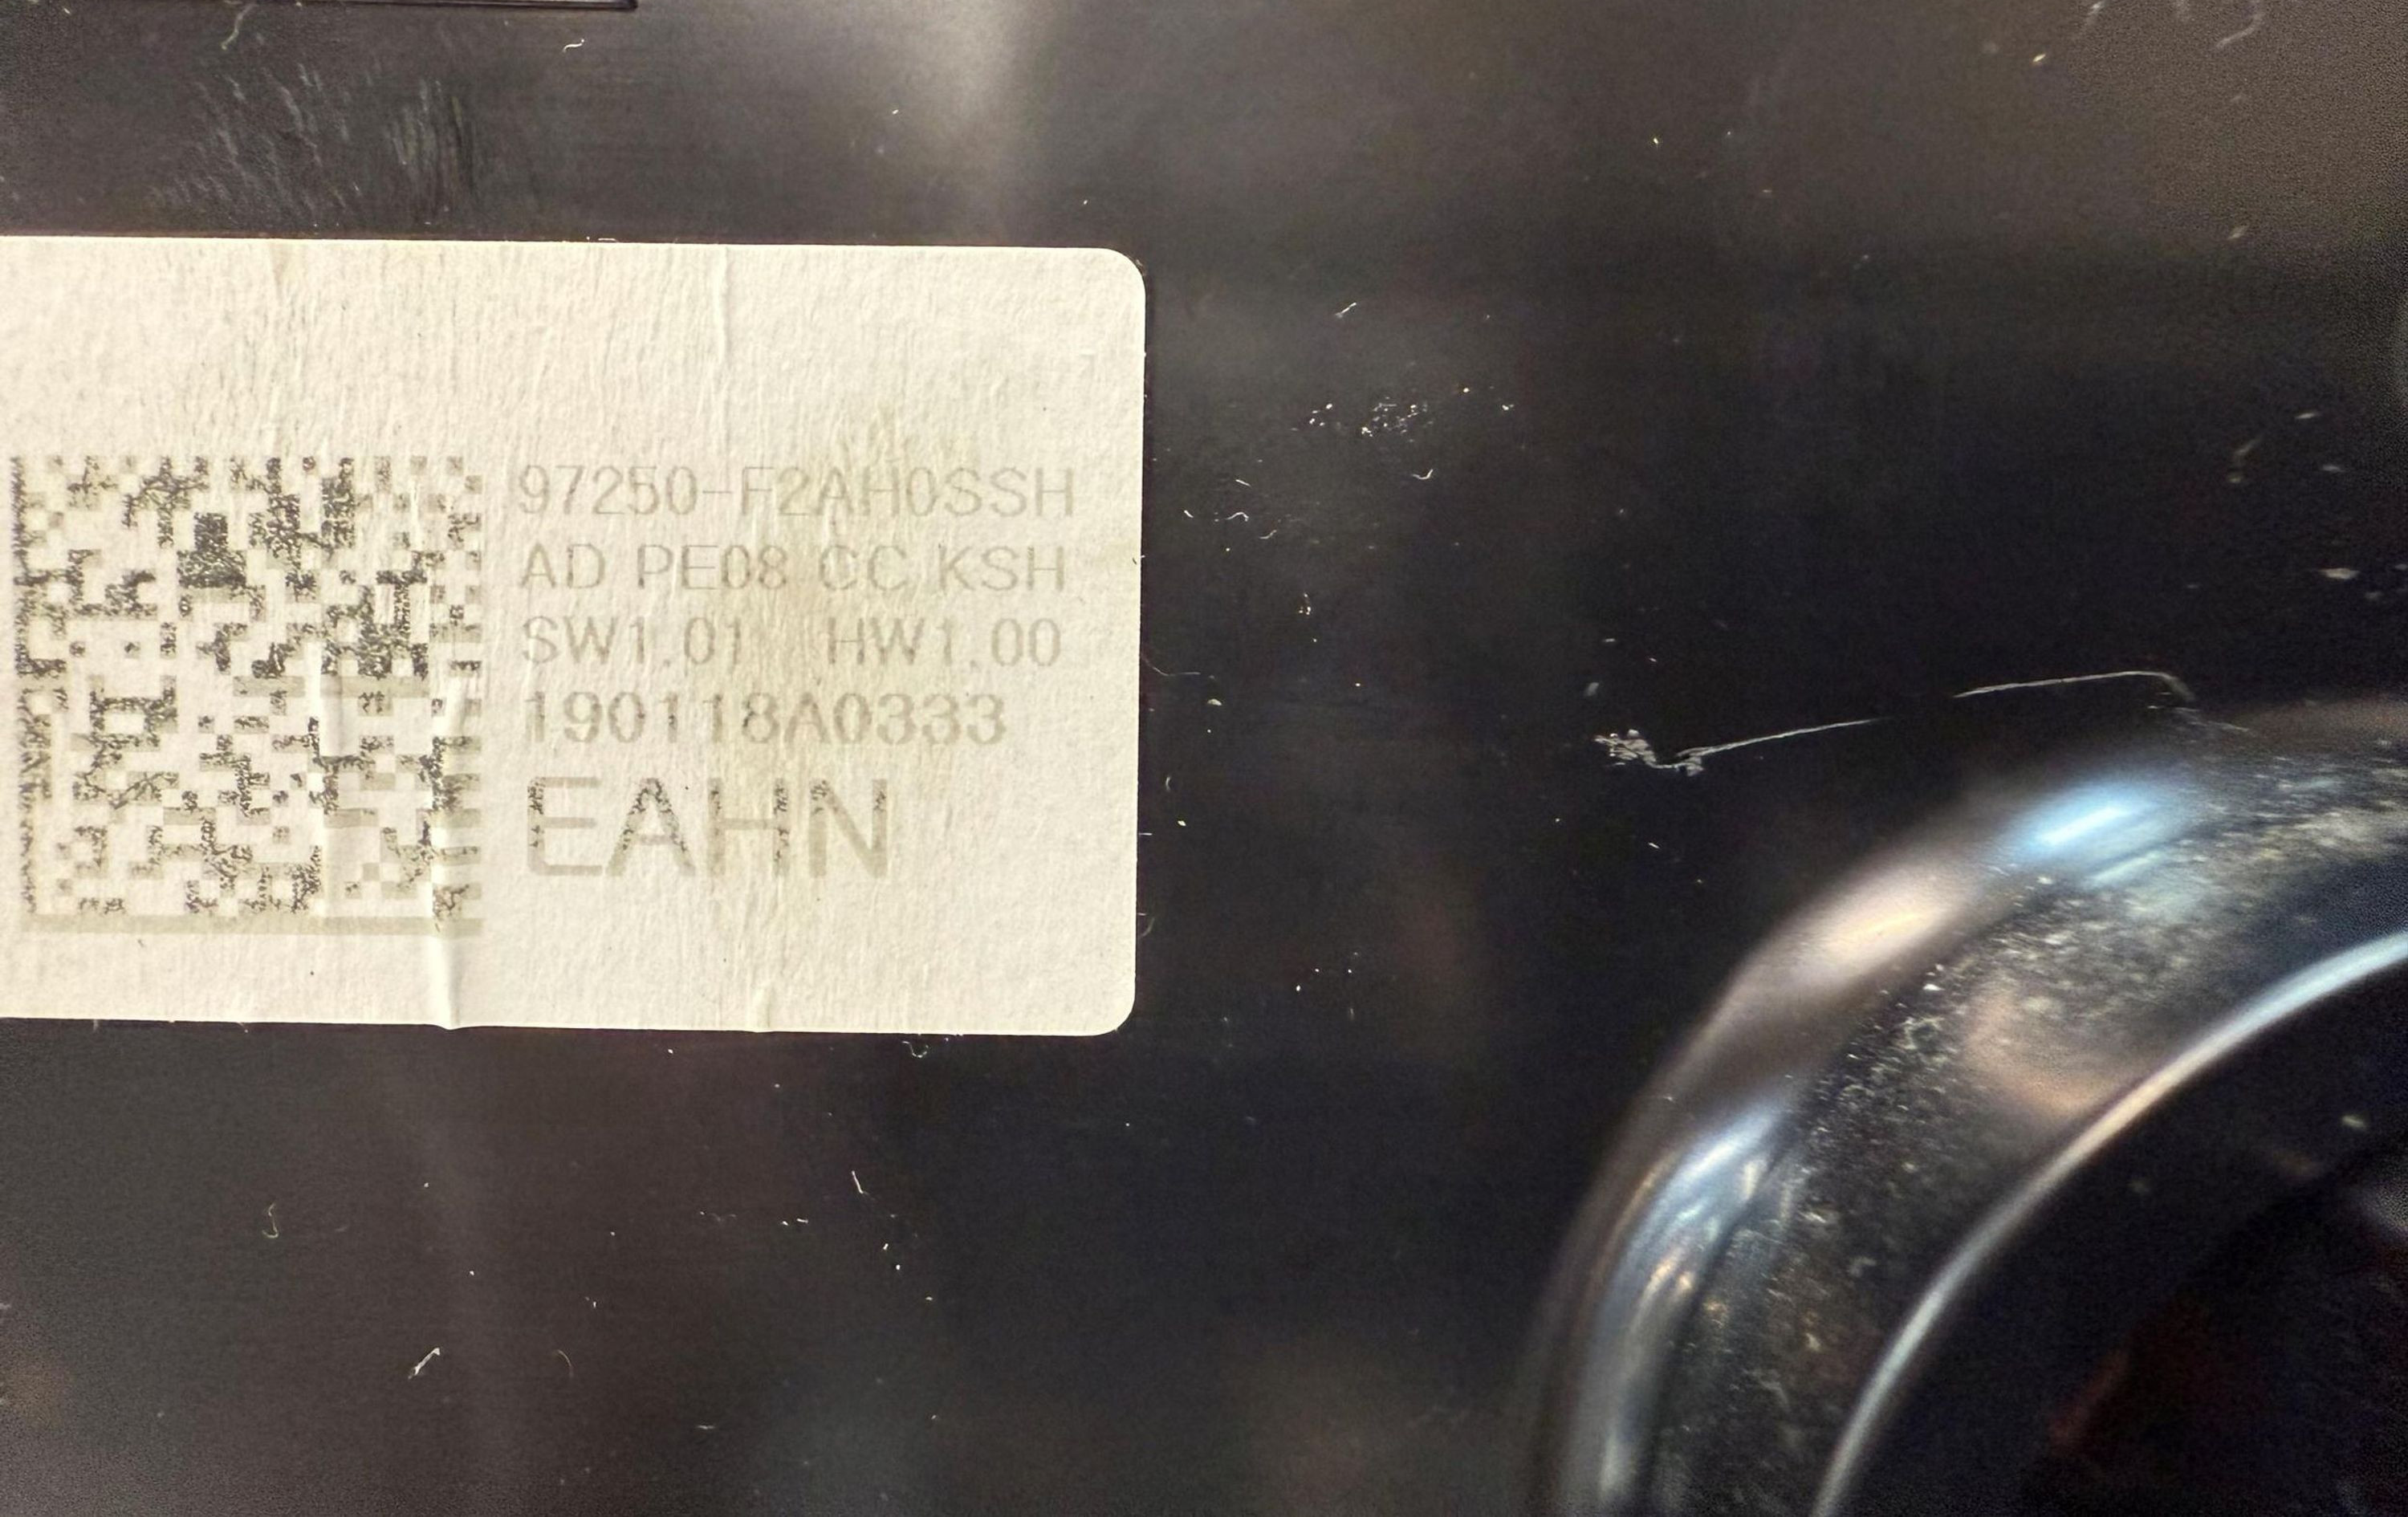 97250-F2AH0SSH
AD PE08 CC KSH
SW1.01 HW1.00
190118A0333
EAHN